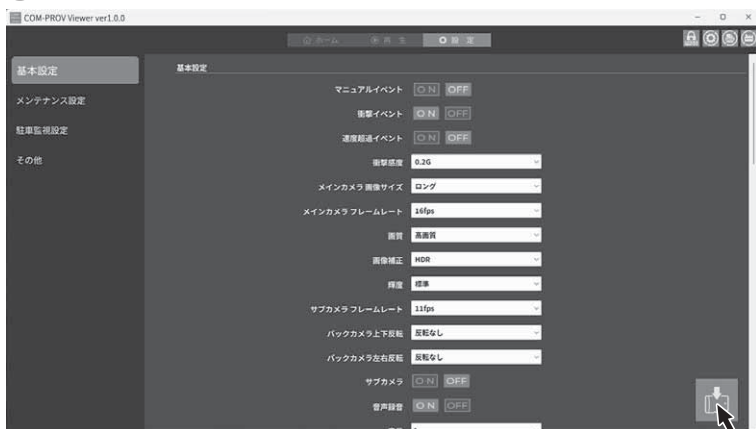 COM-PROV Viewer ver1.0.0
ホーム 再 生 設 定
基本設定
メンテナンス設定
駐車監視設定
その他
基本設定
マニュアルイベント ON OFF
衝撃イベント ON OFF
速度超過イベント ON OFF
衝撃感度 0.2G
メインカメラ画像サイズ ロング
メインカメラフレームレート 16fps
画質 高画質
画像補正 HDR
輝度 標準
サブカメラフレームレート 11fps
バックカメラ上下反転 反転なし
バックカメラ左右反転 反転なし
サブカメラ ON OFF
音声録音 ON OFF